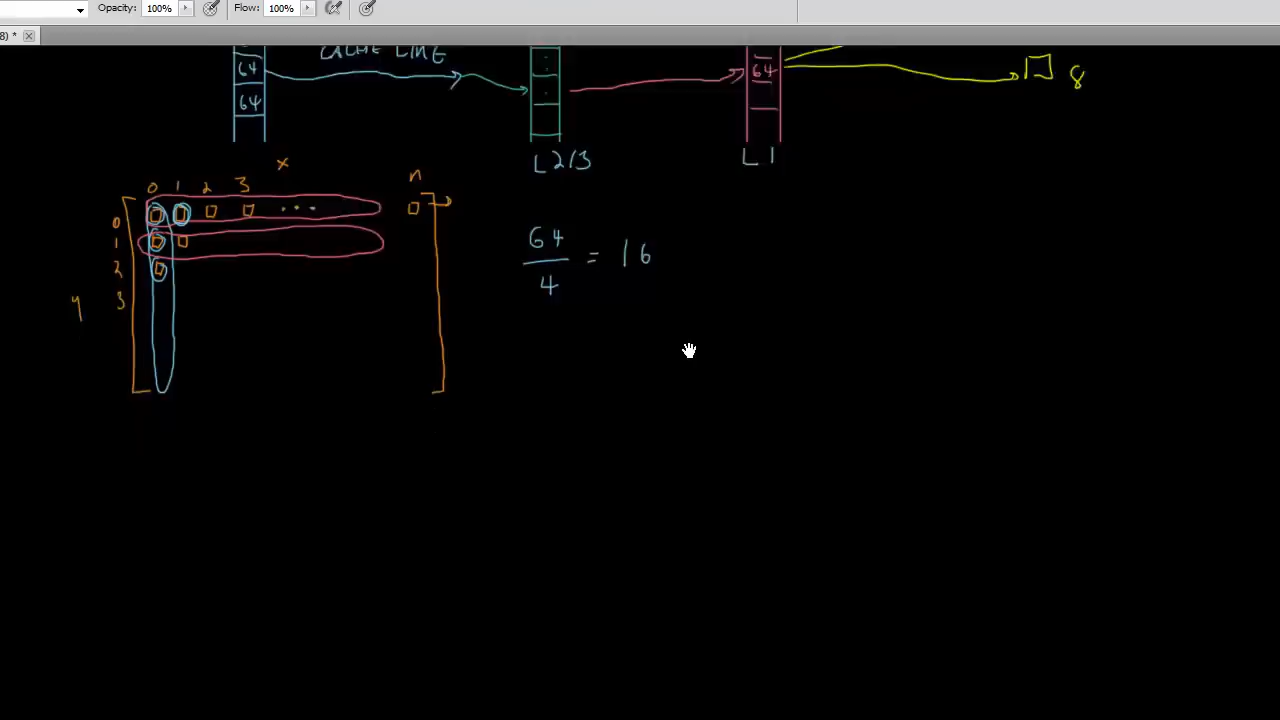 Opacity: 100% Flow: 100%
8) *
CACHE LINE
64 64
64
8
L2/3 L1
x
0 1 2 3 n
0
1
2
y 3
...
64
4
= 16